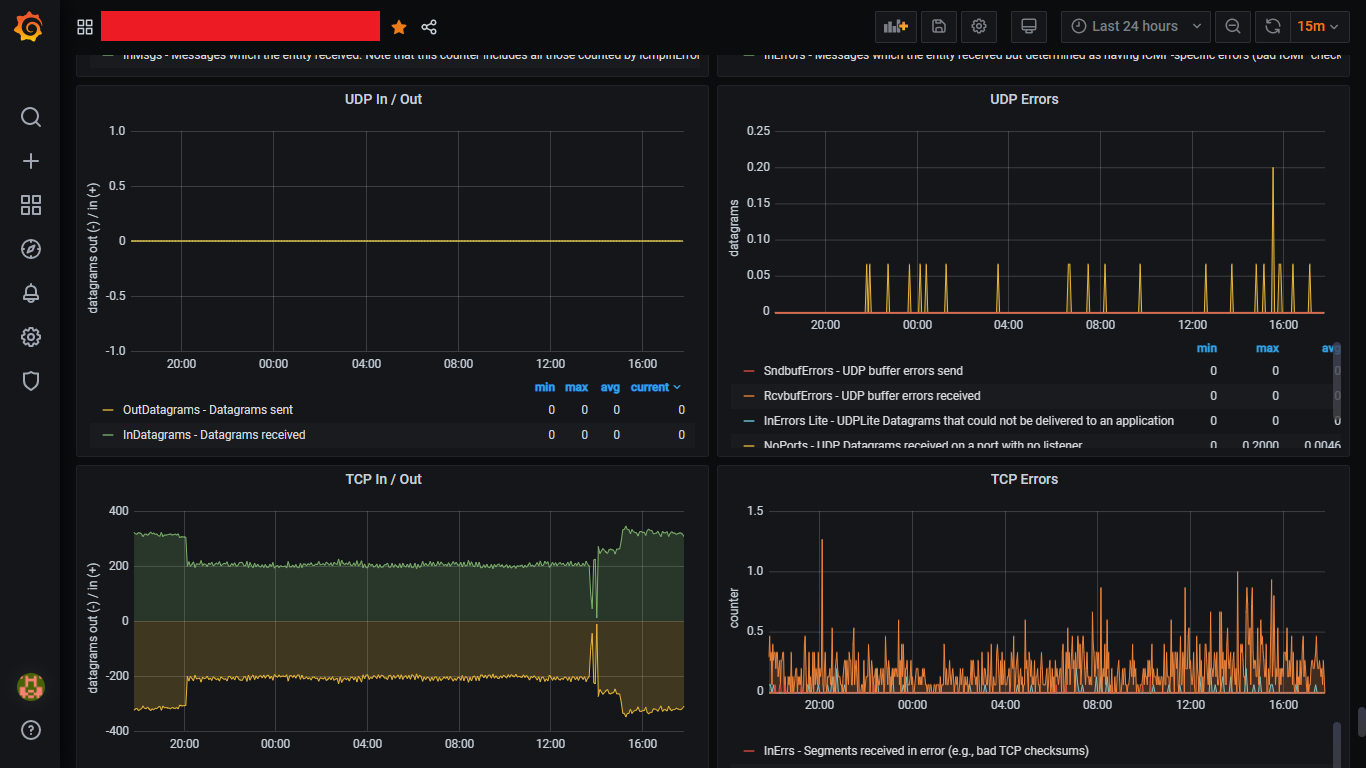 Last 24 hours
15m
InMsgs - Messages which the entity received. Note that this counter includes all those counted by icmpInError
InErrors - Messages which the entity received but determined as having ICMP-specific errors (bad ICMP check
UDP In / Out
datagrams out (-) / in (+)
1.0
0.5
0
-0.5
-1.0
20:00 00:00 04:00 08:00 12:00 16:00
min max avg current
OutDatagrams - Datagrams sent 0 0 0 0
InDatagrams - Datagrams received 0 0 0 0
UDP Errors
datagrams
0.25
0.20
0.15
0.10
0.05
0
20:00 00:00 04:00 08:00 12:00 16:00
min max avg
SndbufErrors - UDP buffer errors send 0 0 0
RcvbufErrors - UDP buffer errors received 0 0 0
InErrors Lite - UDPLite Datagrams that could not be delivered to an application 0 0 0
NoPorts - UDP Datagrams received on a port with no listener 0 0.2000 0.0046
TCP In / Out
datagrams out (-) / in (+)
400
200
0
-200
-400
20:00 00:00 04:00 08:00 12:00 16:00
TCP Errors
counter
1.5
1.0
0.5
0
20:00 00:00 04:00 08:00 12:00 16:00
InErrs - Segments received in error (e.g., bad TCP checksums)